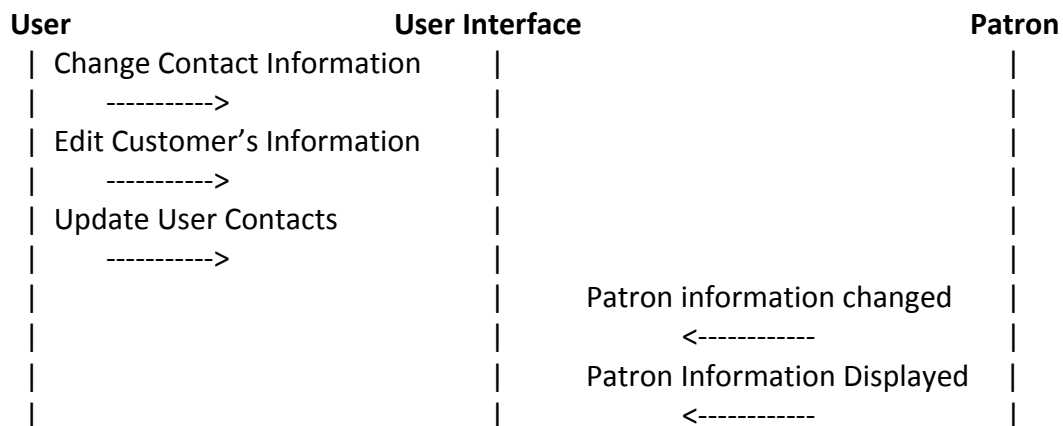 User User Interface Patron
| Change Contact Information | |
| -----------> | |
| Edit Customer’s Information | |
| -----------> | |
| Update User Contacts | |
| -----------> | |
| | Patron information changed |
| | <------------ |
| | Patron Information Displayed |
| | <------------ |